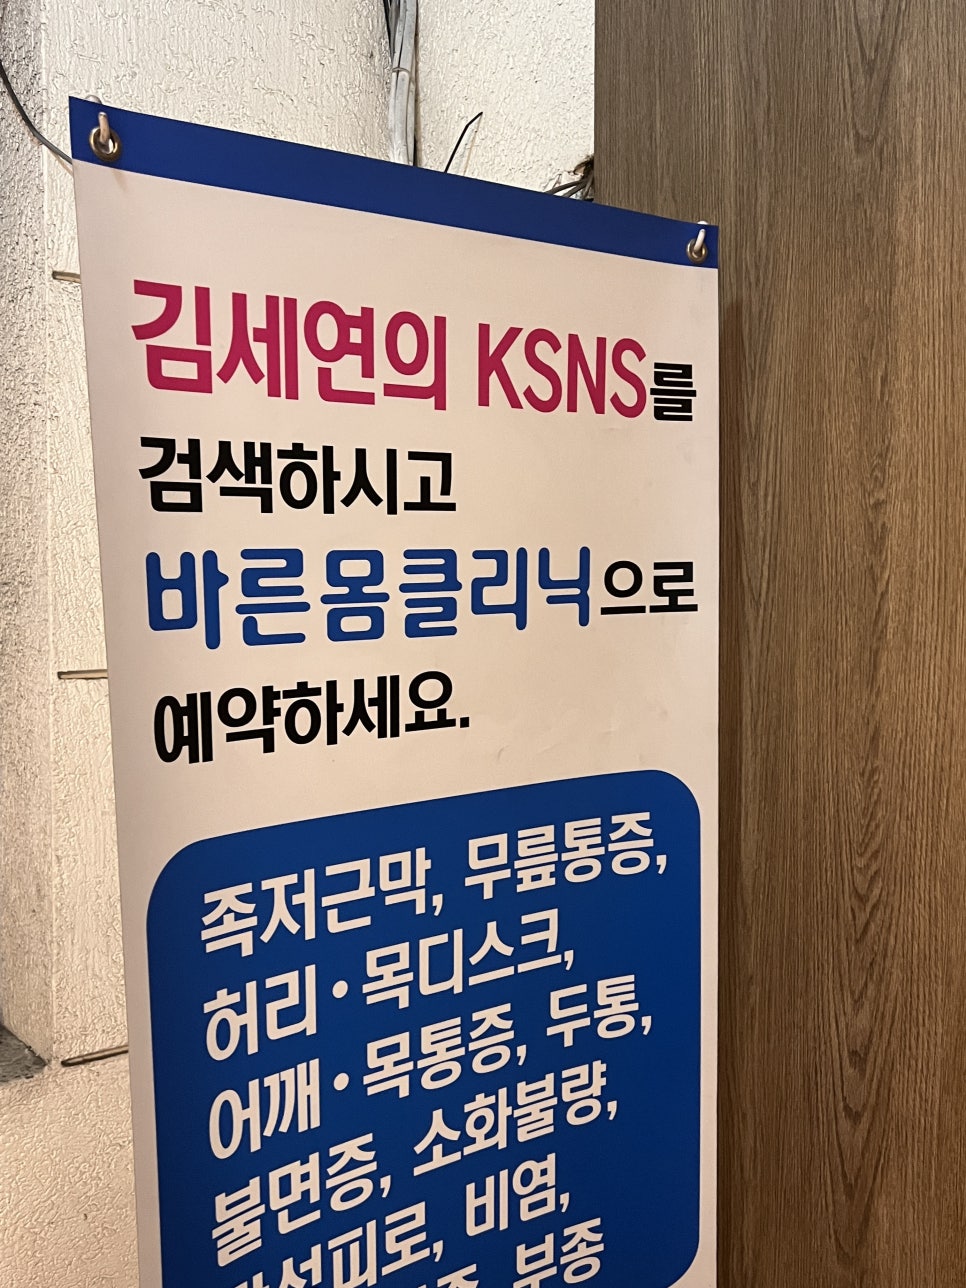 김세연의 KSNS를
검색하시고
바른몸클리닉으로
예약하세요.
족저근막, 무릎통증,
허리·목디스크,
어깨·목통증, 두통,
불면증, 소화불량,
비염,
부종